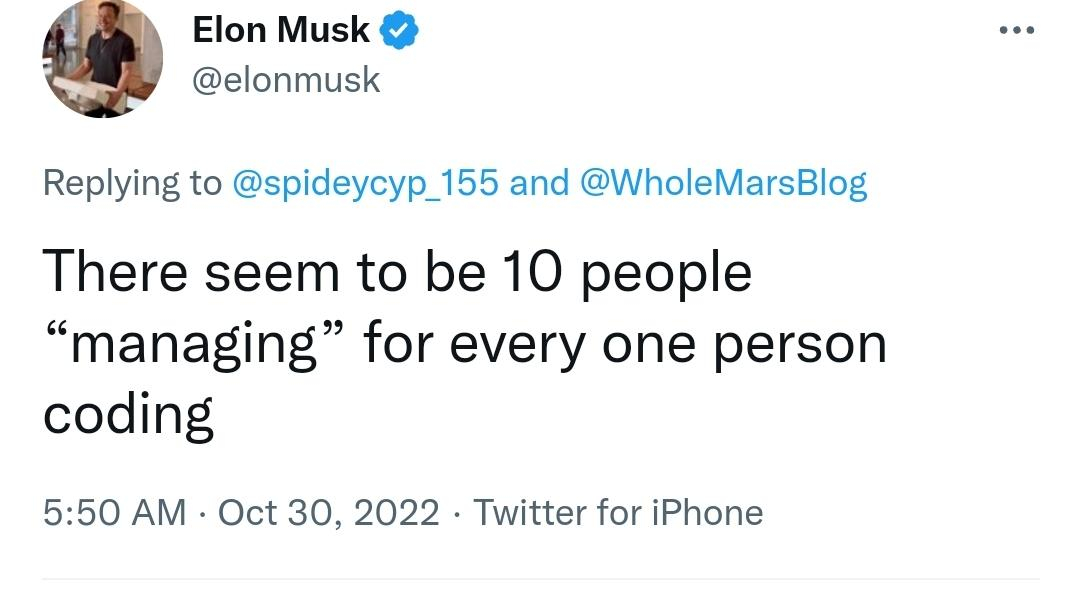 Elon Musk
@elonmusk
Replying to @spideycyp_155 and @WholeMarsBlog
There seem to be 10 people
“managing” for every one person
coding
5:50 AM · Oct 30, 2022 · Twitter for iPhone